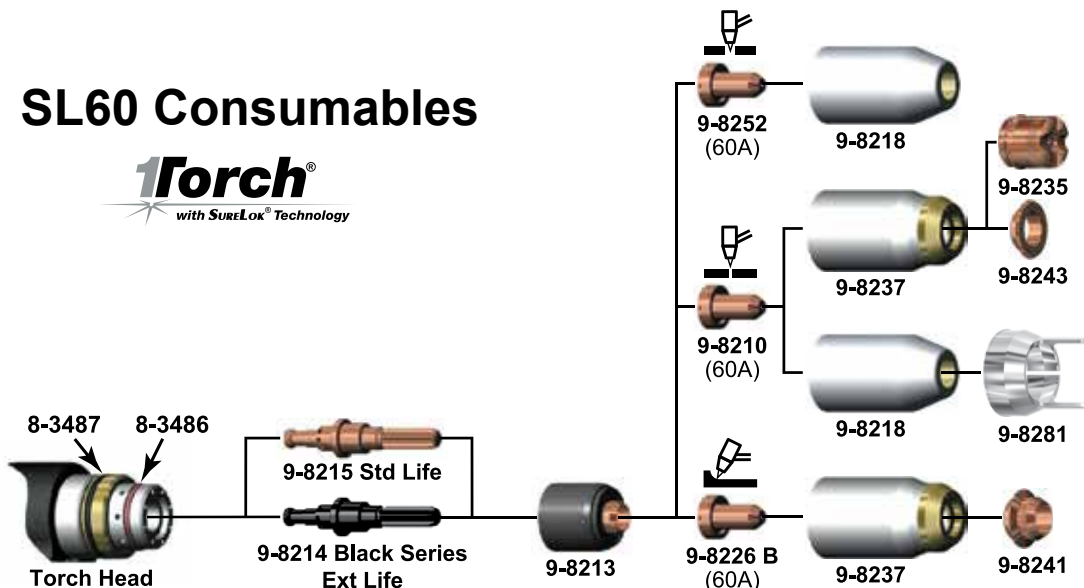 SL60 Consumables
1Torch®
with SURELOK® Technology
9-8252
(60A)
9-8218
9-8235
9-8243
9-8237
9-8210
(60A)
9-8218
9-8281
8-3487
8-3486
Torch Head
9-8215 Std Life
9-8214 Black Series
Ext Life
9-8213
9-8226 B
(60A)
9-8237
9-8241